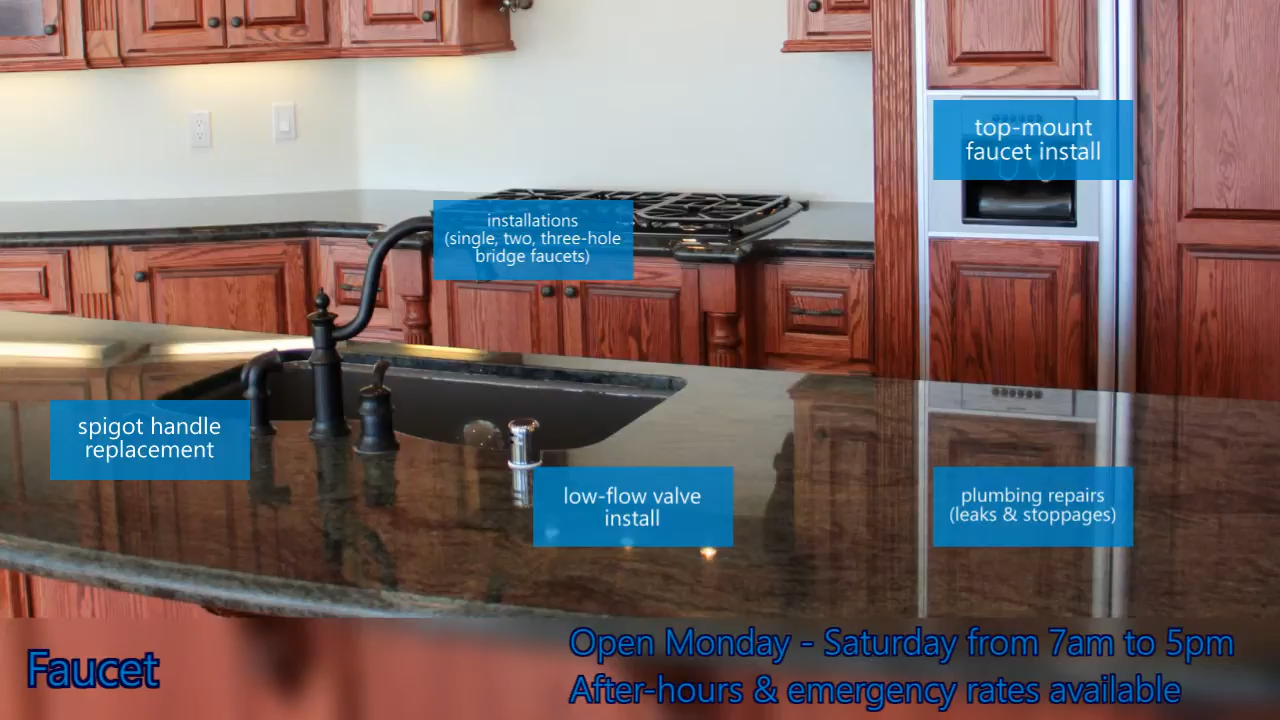 top-mount
faucet install
installations
(single, two, three-hole
bridge faucets)
spigot handle
replacement
low-flow valve
install
plumbing repairs
(leaks & stoppages)
Faucet
Open Monday - Saturday from 7am to 5pm
After-hours & emergency rates available